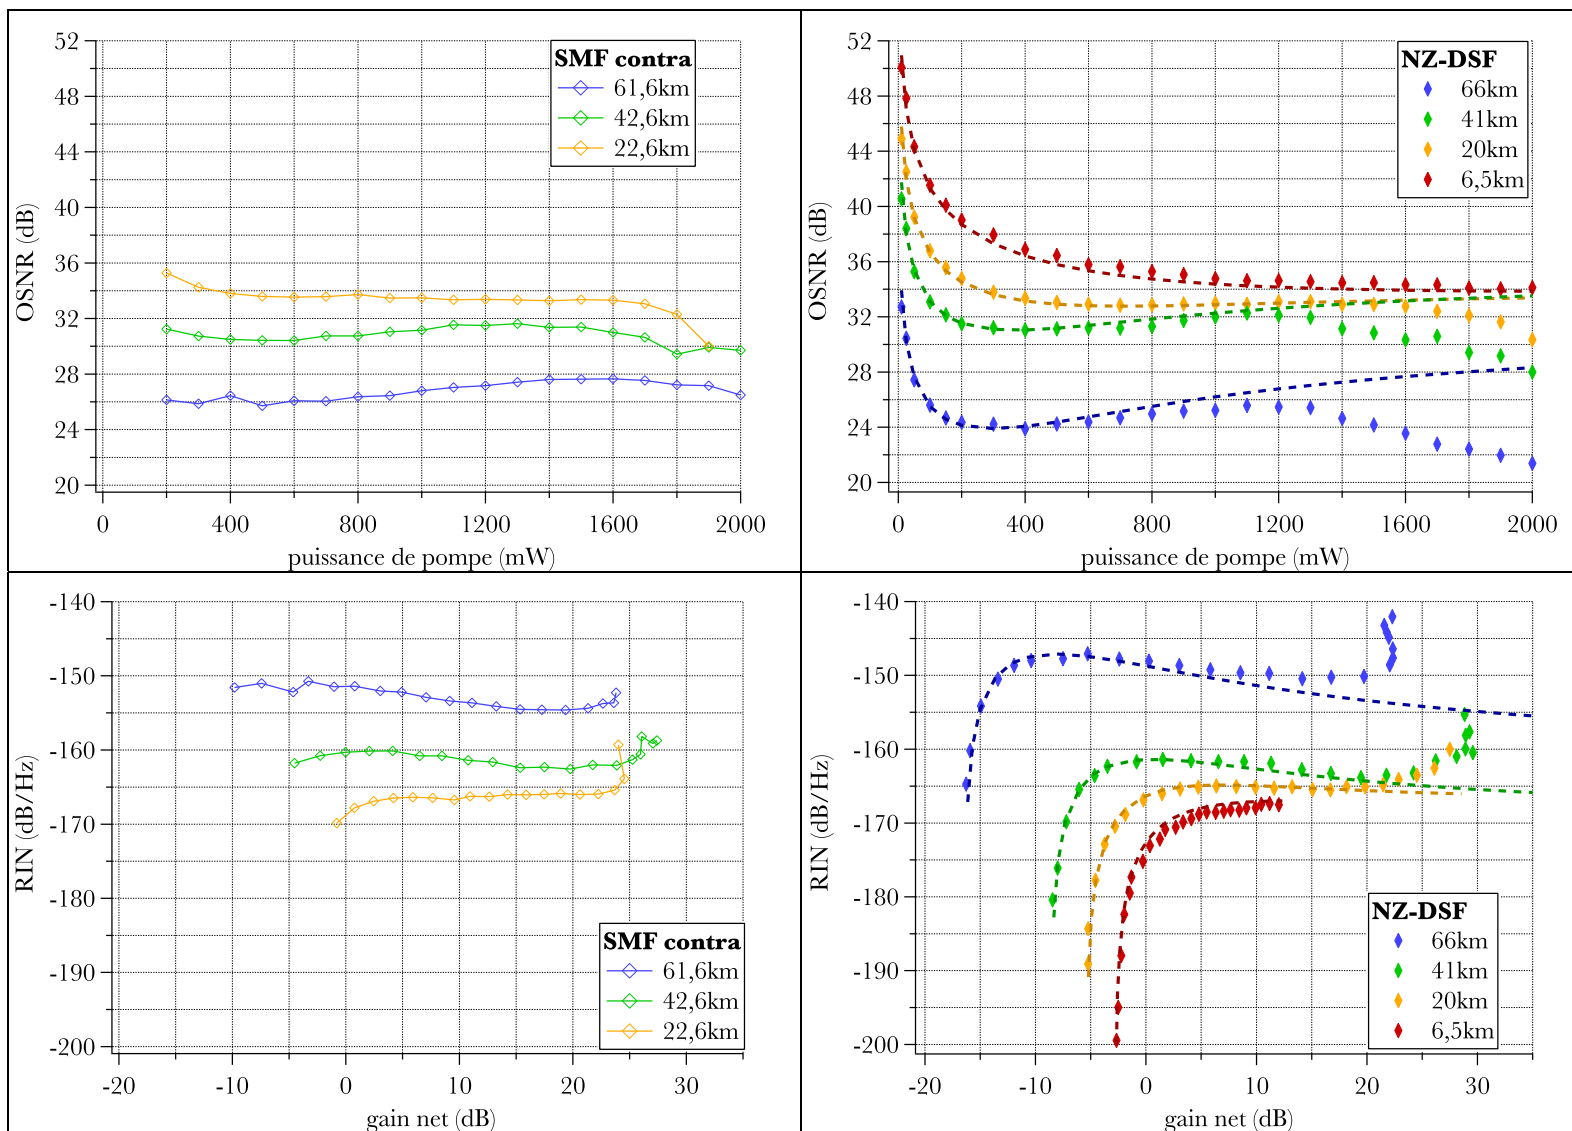 52
48
44
40
36
32
28
24
20
OSNR (dB)
SMF contra
61,6km
42,6km
22,6km
0
400
800
1200
1600
2000
puissance de pompe (mW)
52
48
44
40
36
32
28
24
20
OSNR (dB)
NZ-DSF
66km
41km
20km
6,5km
0
400
800
1200
1600
2000
puissance de pompe (mW)
-140
-150
-160
-170
-180
-190
-200
RIN (dB/Hz)
SMF contra
61,6km
42,6km
22,6km
-20
-10
0
10
20
30
gain net (dB)
-140
-150
-160
-170
-180
-190
-200
RIN (dB/Hz)
NZ-DSF
66km
41km
20km
6,5km
-20
-10
0
10
20
30
gain net (dB)